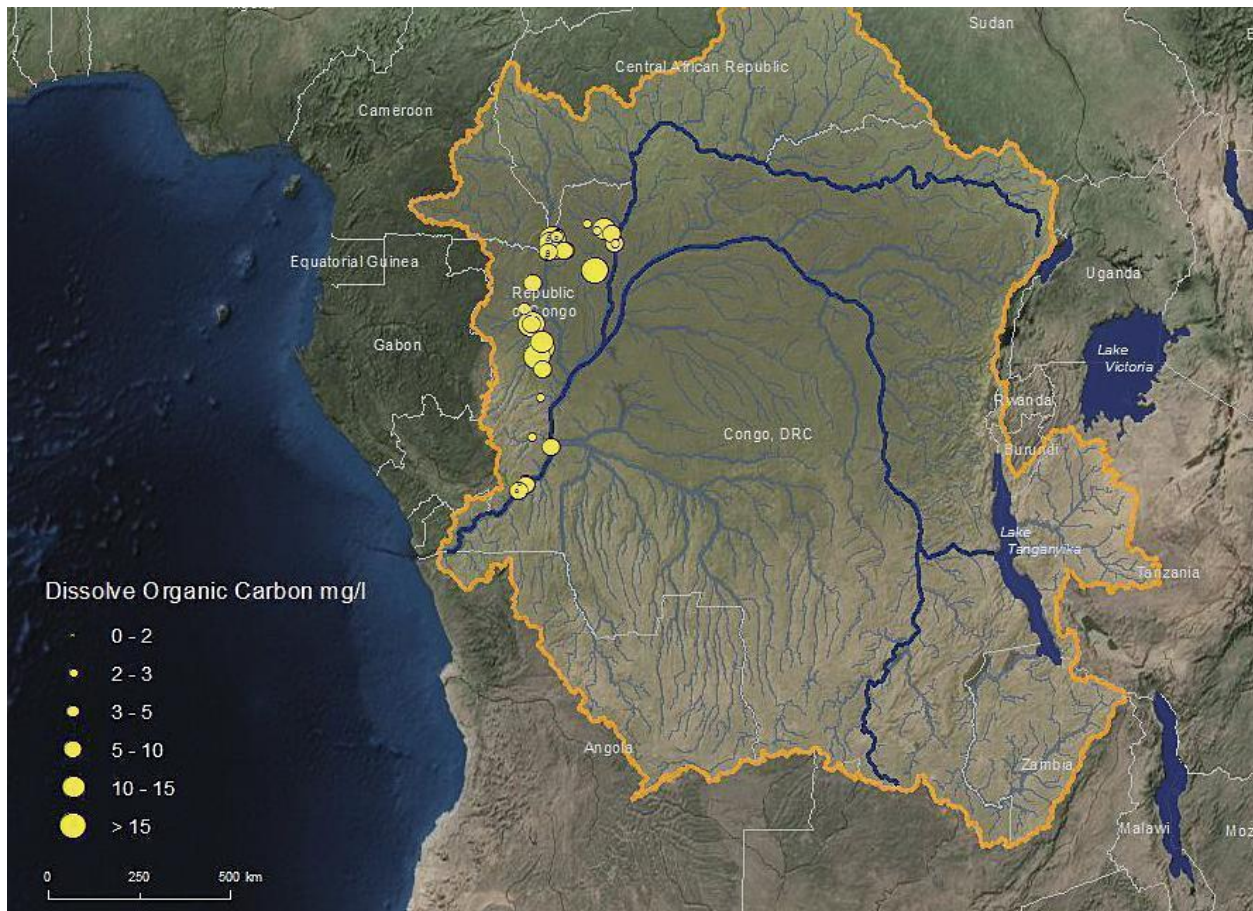 Sudan
Central African Republic
Cameroon
Equatorial Guinea
Uganda
Republic
of Congo
Gabon
Lake
Victoria
Rwanda
Congo, DRC
Burundi
Lake
Tanganyika
Tanzania
Dissolve Organic Carbon mg/l
0 - 2
2 - 3
3 - 5
5 - 10
10 - 15
> 15
0 250 500 km
Angola
Zambia
Malawi
Moz